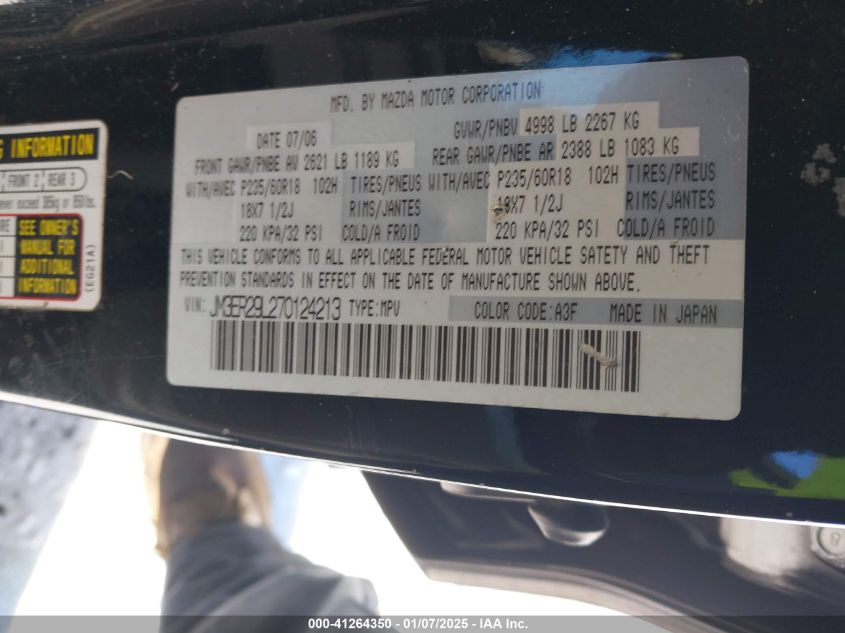 MFD. BY MAZDA MOTOR CORPORATION
DATE 07/06 GVWR/PNBV 4998 LB 2267 KG
FRONT GAWR/PNBE AV 2621 LB 1189 KG REAR GAWR/PNBE AR 2388 LB 1083 KG
WITH/AVEC P235/60R18 102H TIRES/PNEUS WITH/AVEC P235/60R18 102H TIRES/PNEUS
18X7 1/2J RIMS/JANTES 18X7 1/2J RIMS/JANTES
220 KPA/32 PSI COLD/A FROID 220 KPA/32 PSI COLD/A FROID
THIS VEHICLE CONFORMS TO ALL APPLICABLE FEDERAL MOTOR VEHICLE SAFETY AND THEFT
PREVENTION STANDARDS IN EFFECT ON THE DATE OF MANUFACTURE SHOWN ABOVE.
VIN: JM3ER29L270124213 TYPE:MPV COLOR CODE:A3F MADE IN JAPAN
INFORMATION
FRONT 2 REAR 3
never exceed 385kg or 850lbs.
SEE OWNER'S
MANUAL FOR
ADDITIONAL
INFORMATION
(EG21A)
000-41264350 - 01/07/2025 - IAA Inc.